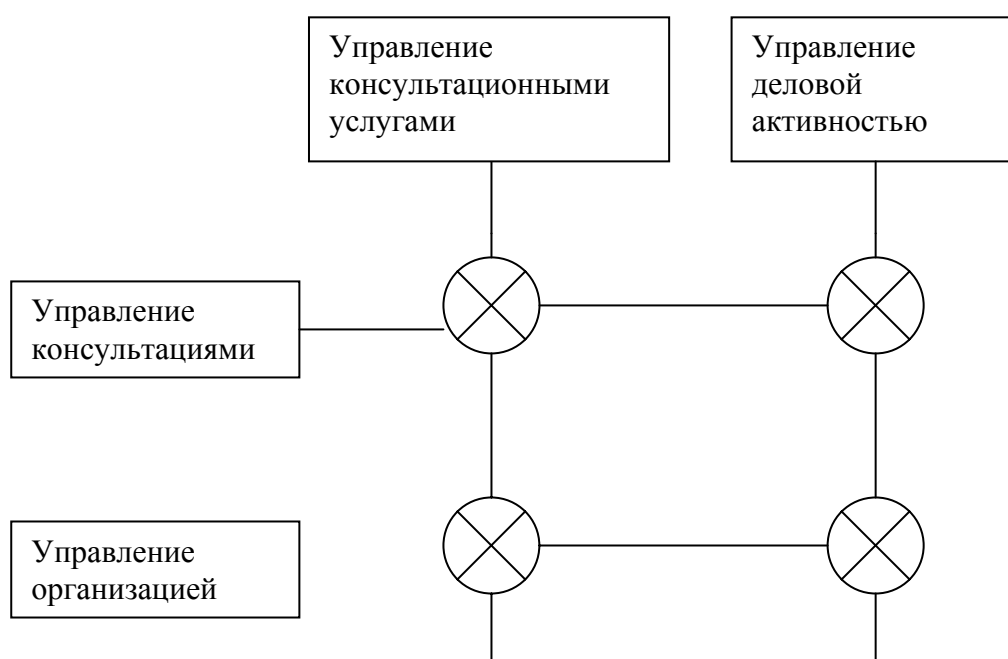 Управление
консультационными
услугами
Управление
деловой
активностью
Управление
консультациями
Управление
организацией